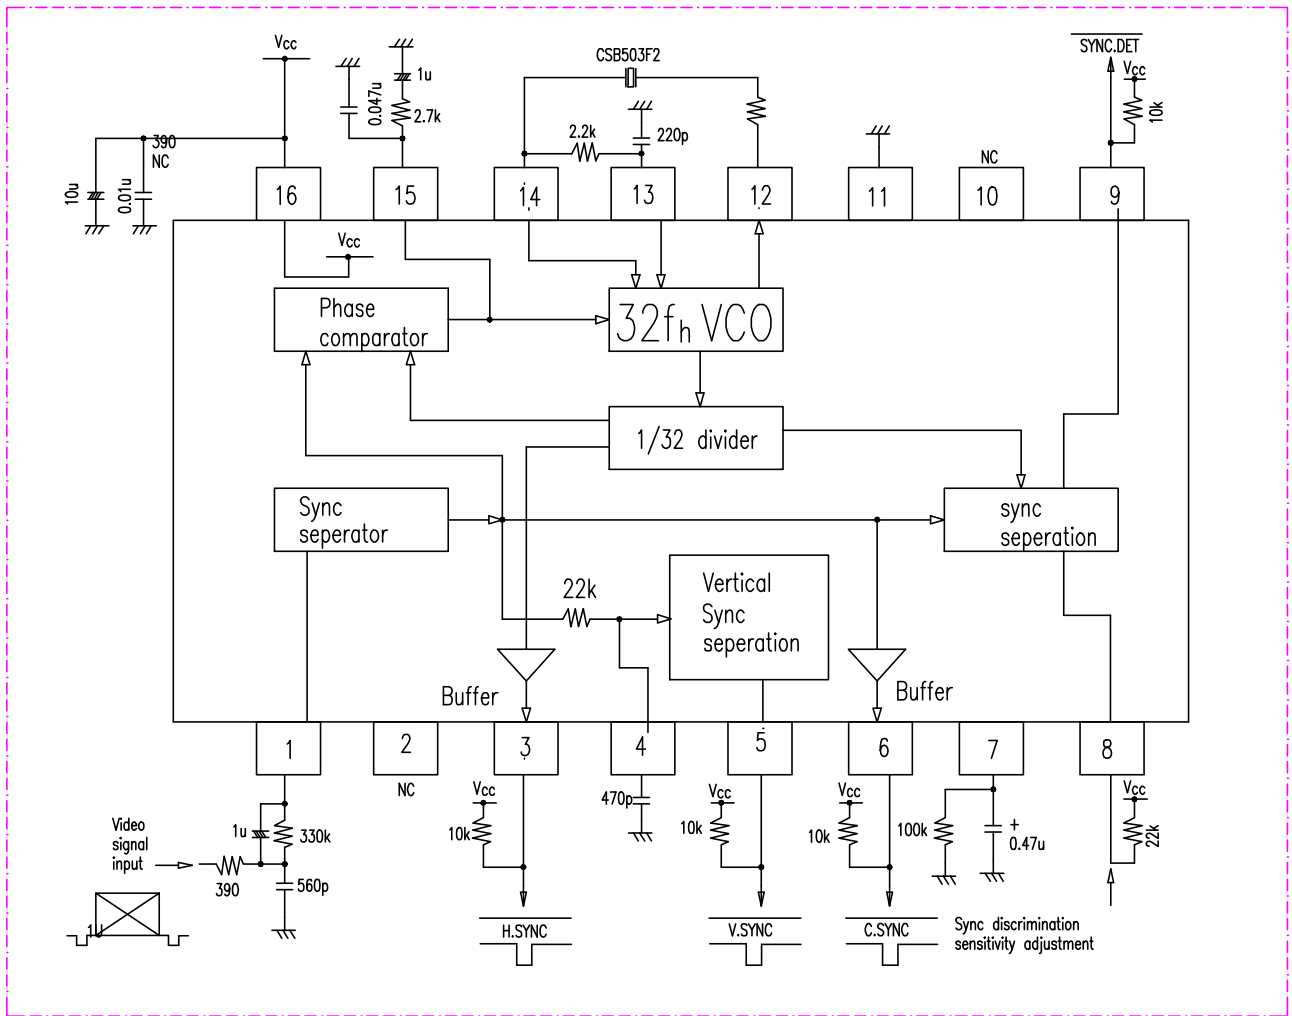 Vcc
1u
CSB503F2
SYNC.DET
Vcc
0.047u
2.7k
10k
390
NC
2.2k
220p
NC
10u
0.01u
16
15
14
13
12
11
10
9
Vcc
Phase
comparator
32fh VCO
1/32 divider
Sync
seperator
sync
seperation
22k
Vertical
Sync
seperation
Buffer
Buffer
1
2
3
4
5
6
7
8
NC
Vcc
470p
Vcc
Vcc
Vcc
Video
signal
input
1u
330k
10k
10k
10k
100k
+
0.47u
22k
390
560p
1u
H.SYNC
V.SYNC
C.SYNC
Sync discrimination
sensitivity adjustment